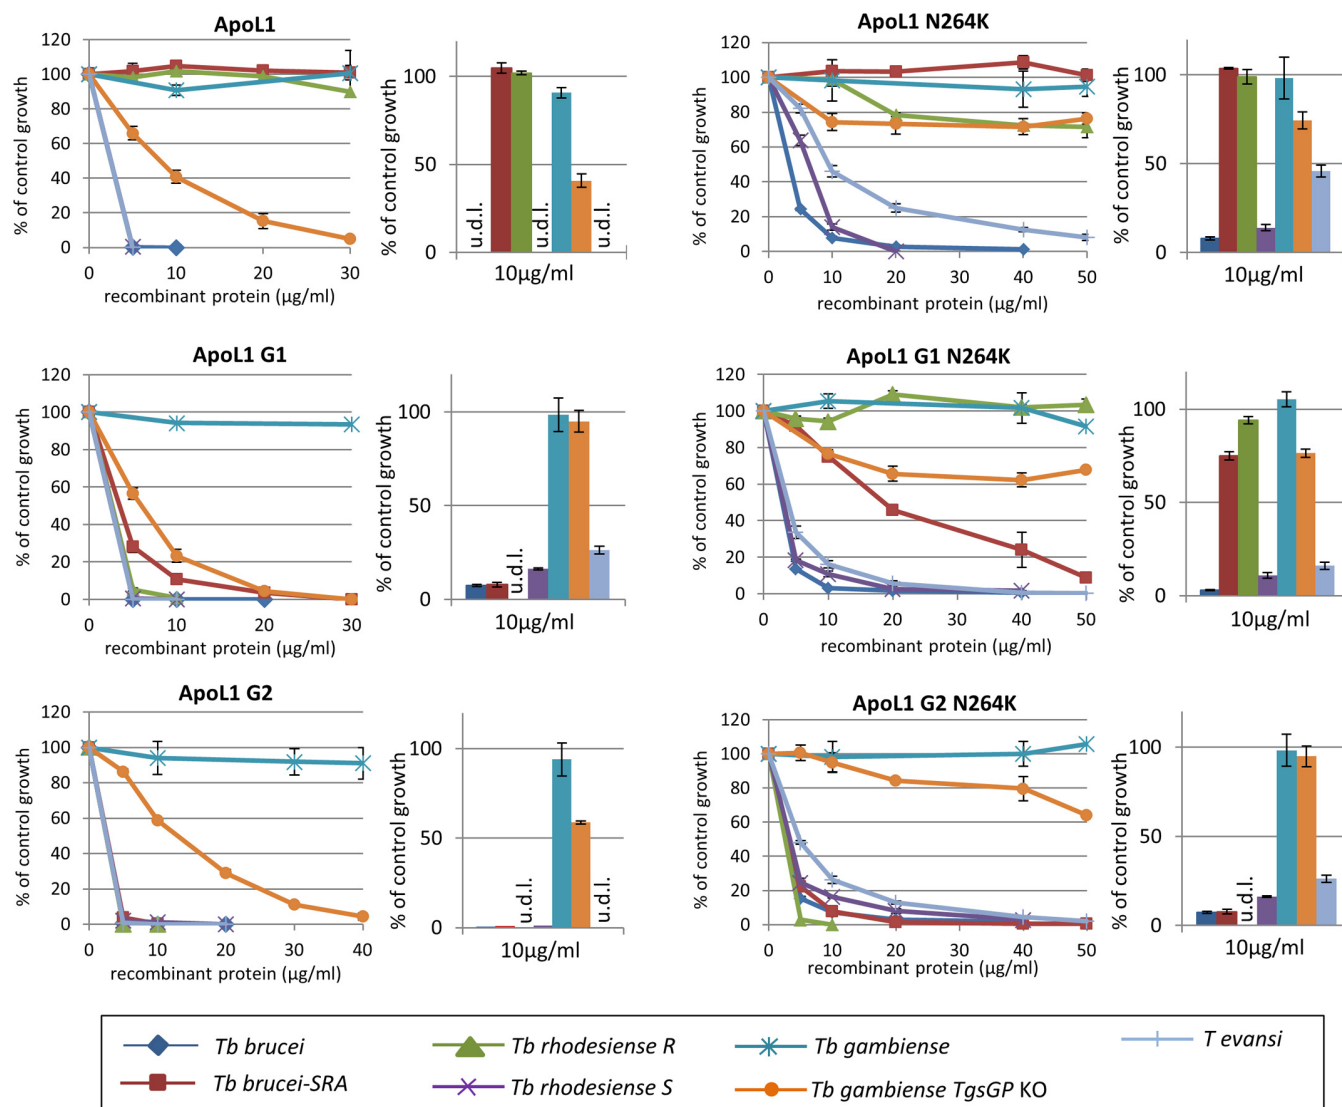 ApoL1
% of control growth
120
100
80
60
40
20
0
0 10 20 30
recombinant protein (µg/ml)
% of control growth
100
50
0
u.d.l. u.d.l. u.d.l.
10µg/ml
ApoL1 N264K
% of control growth
120
100
80
60
40
20
0
0 10 20 30 40 50
recombinant protein (µg/ml)
% of control growth
100
50
0
10µg/ml
ApoL1 G1
% of control growth
120
100
80
60
40
20
0
0 10 20 30
recombinant protein (µg/ml)
% of control growth
100
50
0
u.d.l.
10µg/ml
ApoL1 G1 N264K
% of control growth
120
100
80
60
40
20
0
0 10 20 30 40 50
recombinant protein (µg/ml)
% of control growth
100
50
0
10µg/ml
ApoL1 G2
% of control growth
120
100
80
60
40
20
0
0 10 20 30 40
recombinant protein (µg/ml)
% of control growth
100
50
0
u.d.l. u.d.l.
10µg/ml
ApoL1 G2 N264K
% of control growth
120
100
80
60
40
20
0
0 10 20 30 40 50
recombinant protein (µg/ml)
% of control growth
100
50
0
u.d.l.
10µg/ml
Tb brucei
Tb rhodesiense R
Tb gambiense
T evansi
Tb brucei-SRA
Tb rhodesiense S
Tb gambiense TgsGP KO